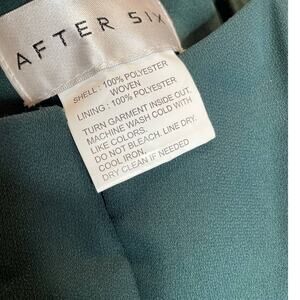 AFTER SIX
SHELL: 100% POLYESTER
WOVEN
LINING: 100% POLYESTER
TURN GARMENT INSIDE OUT.
MACHINE WASH COLD WITH
LIKE COLORS.
DO NOT BLEACH. LINE DRY.
COOL IRON.
DRY CLEAN IF NEEDED